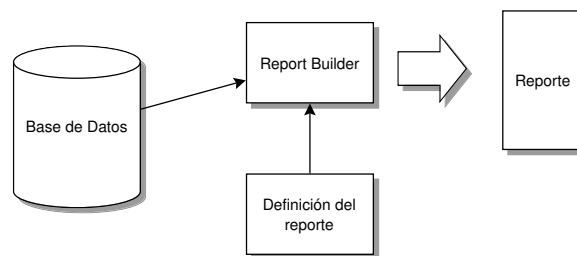 Base de Datos
Report Builder
Reporte
Definición del
reporte